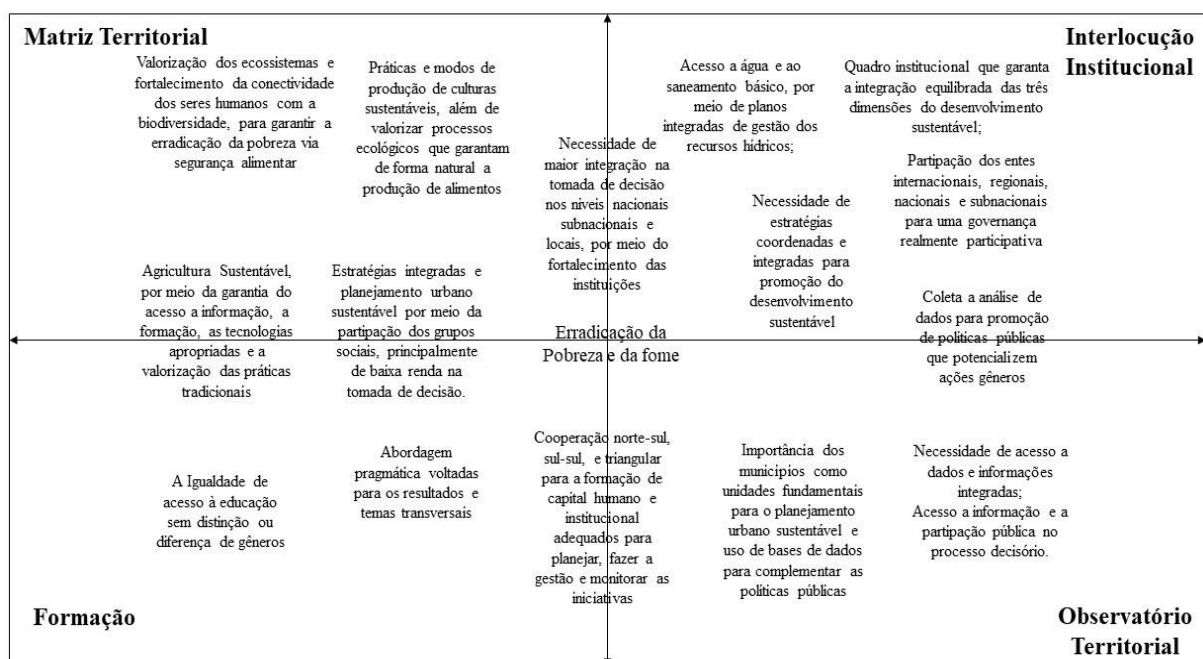 Matriz Territorial
Valorização dos ecossistemas e
fortalecimento da conectividade
dos seres humanos com a
biodiversidade, para garantir a
erradicação da pobreza via
segurança alimentar
Práticas e modos de
produção de culturas
sustentáveis, além de
valorizar processos
ecológicos que garantam
de forma natural a
produção de alimentos
Necessidade de
maior integração na
tomada de decisão
nos níveis nacionais
subnacionais e
locais, por meio do
fortalecimento das
instituições
Agricultura Sustentável,
por meio da garantia do
acesso a informação, a
formação, as tecnologias
apropriadas e a
valorização das práticas
tradicionais
Estratégias integradas e
planejamento urbano
sustentável por meio da
partipação dos grupos
sociais, principalmente
de baixa renda na
tomada de decisão.
Erradicação da
Pobreza e da fome
Interlocução
Institucional
Acesso a água e ao
saneamento básico, por
meio de planos
integradas de gestão dos
recursos hídricos;
Quadro institucional que garanta
a integração equilibrada das três
dimensões do desenvolvimento
sustentável;
Partipação dos entes
internacionais, regionais,
nacionais e subnacionais
para uma governança
realmente participativa
Necessidade de
estratégias
coordenadas e
integradas para
promoção do
desenvolvimento
sustentável
Coleta a análise de
dados para promoção
de políticas públicas
que potencializem
ações gêneros
A Igualdade de
acesso à educação
sem distinção ou
diferença de gêneros
Abordagem
pragmática voltadas
para os resultados e
temas transversais
Cooperação norte-sul,
sul-sul, e triangular
para a formação de
capital humano e
institucional
adequados para
planejar, fazer a
gestão e monitorar as
iniciativas
Importância dos
municípios como
unidades fundamentais
para o planejamento
urbano sustentável e
uso de bases de dados
para complementar as
políticas públicas
Necessidade de acesso a
dados e informações
integradas;
Acesso a informação e a
partipação pública no
processo decisório.
Formação
Observatório
Territorial